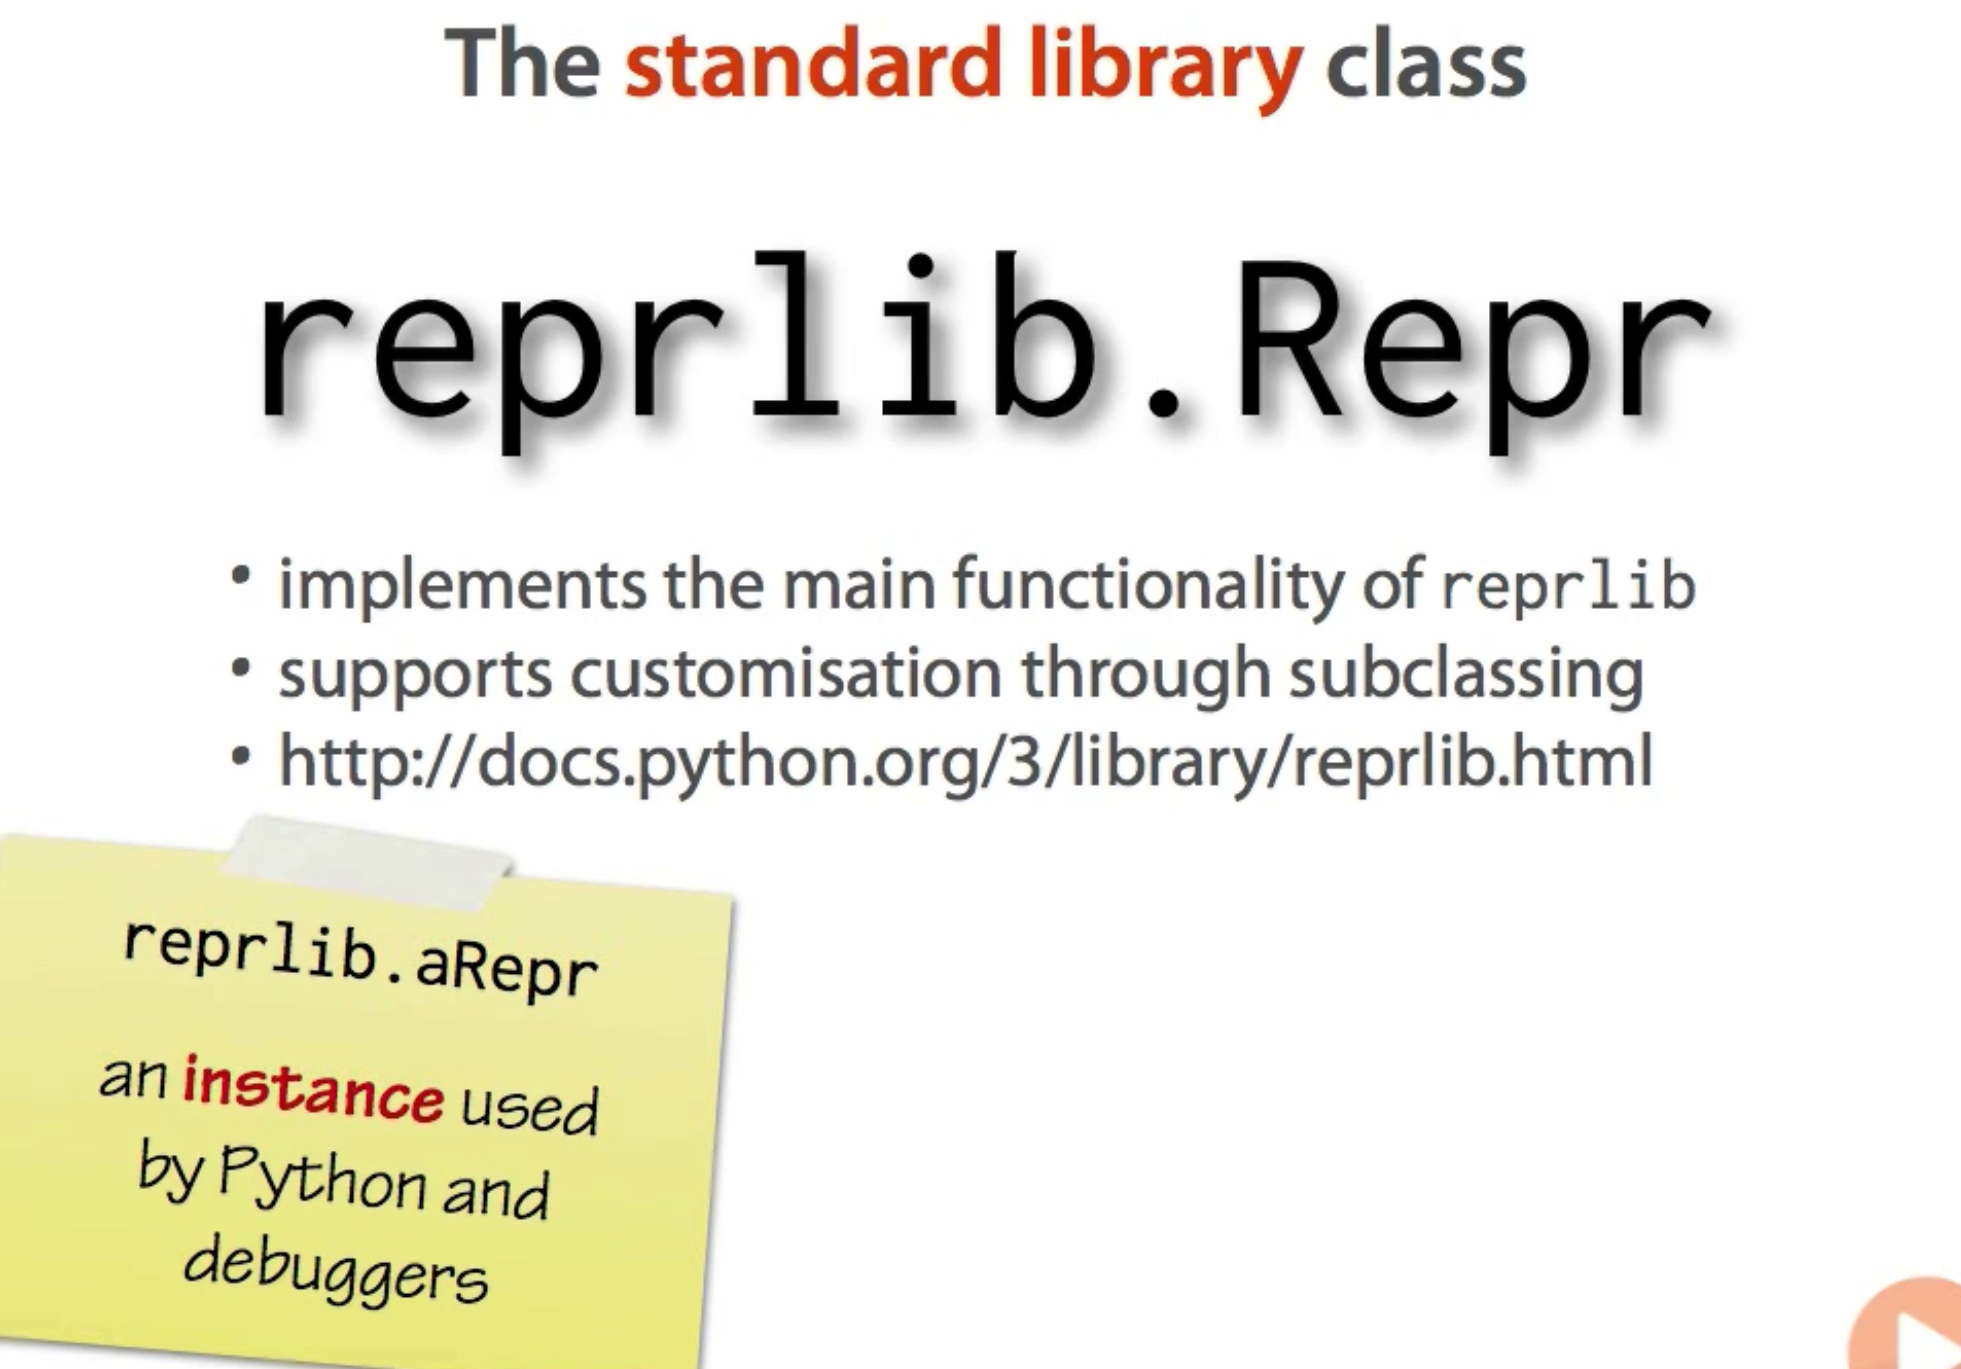 The standard library class
reprlib.Repr
• implements the main functionality of reprlib
• supports customisation through subclassing
• http://docs.python.org/3/library/reprlib.html
reprlib.aRepr
an instance used
by Python and
debuggers